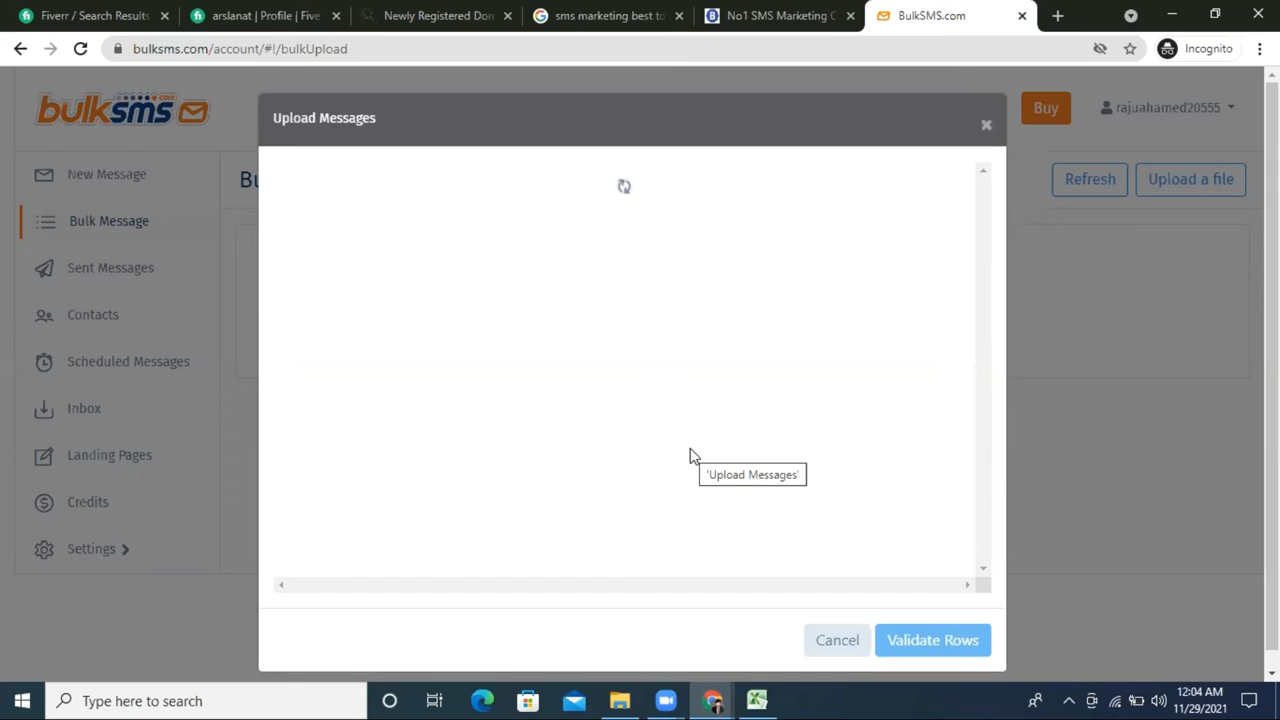 Fiverr / Search Results
arslanat | Profile | Five
Newly Registered Don
sms marketing best to
No1 SMS Marketing C
BulkSMS.com
bulksms.com/account/#!/bulkUpload
Incognito
bulksms.com
Upload Messages
Buy
rajuahamed20555
New Message
Bu
Refresh
Upload a file
Bulk Message
Sent Messages
Contacts
Scheduled Messages
Inbox
Landing Pages
'Upload Messages'
Credits
Settings
Cancel
Validate Rows
Type here to search
12:04 AM
11/29/2021